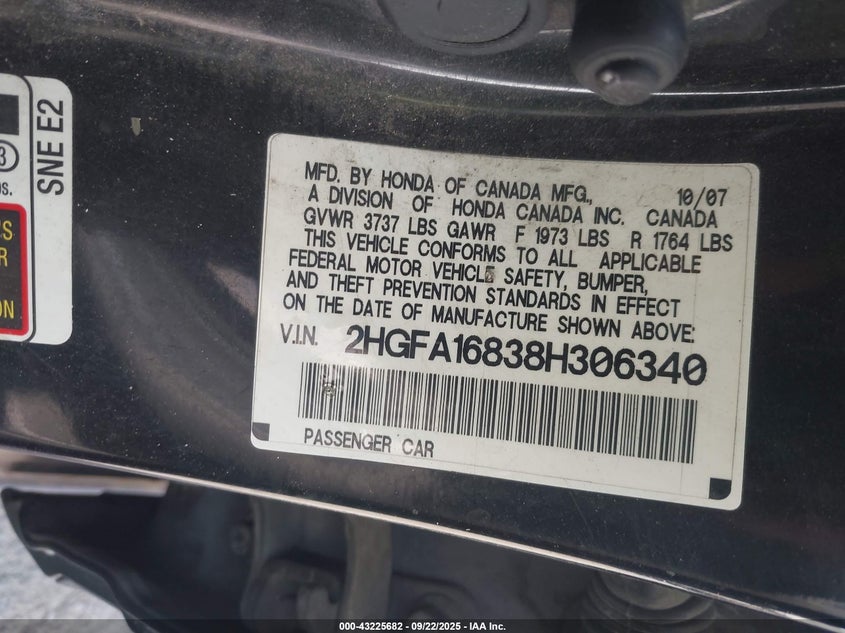 3
OS.
SNE E2
S
R
ON
MFD. BY HONDA OF CANADA MFG., 10/07
A DIVISION OF HONDA CANADA INC. CANADA
GVWR 3737 LBS GAWR F 1973 LBS R 1764 LBS
THIS VEHICLE CONFORMS TO ALL APPLICABLE
FEDERAL MOTOR VEHICLE SAFETY, BUMPER,
AND THEFT PREVENTION STANDARDS IN EFFECT
ON THE DATE OF MANUFACTURE SHOWN ABOVE:
V.I.N. 2HGFA16838H306340
PASSENGER CAR
000-43225682 - 09/22/2025 - IAA Inc.